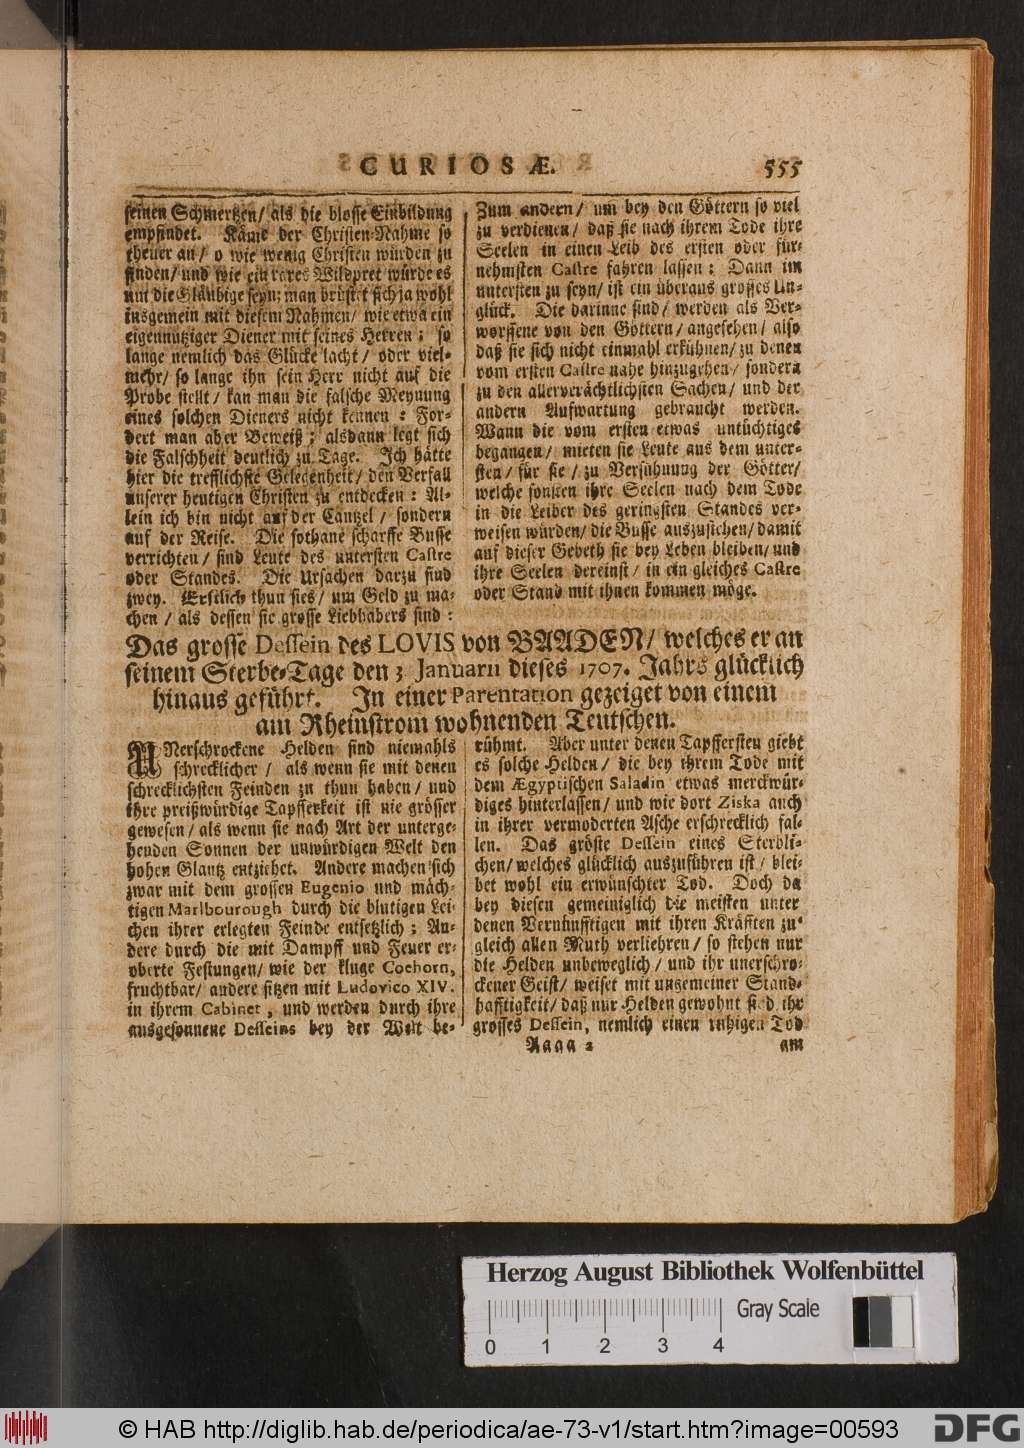 CURIOSÆ. 555
seinen Schmertzen/ als die blosse Einbildung
empfindet. Käme der Christen-Nahme so
theuer an/ o wie wenig Christen würden zu
finden/ und wie ein rares Wildpret würde es
um die Gläubige seyn; man brüstet sich ja wohl
insgemein mit diesem Nahmen/ wie etwa ein
eigennütziger Diener mit seines Herren; so
lange nemlich das Glücke lacht/ oder viel-
mehr/ so lange ihn sein Herr nicht auf die
Probe stellt/ kan man die falsche Meynung
eines solchen Dieners nicht kennen: For-
dert man aber Beweiß; alsdann legt sich
die Falschheit deutlich zu Tage. Ich hätte
hier die trefflichste Gelegenheit/ den Verfall
unserer heutigen Christen zu entdecken: Al-
lein ich bin nicht auf der Cantzel/ sondern
auf der Reise. Die sothane scharffe Busse
verrichten/ sind Leute des untersten Castre
oder Standes. Die Ursachen darzu sind
zwey. Erstlich thun sies/ um Geld zu ma-
chen/ als dessen sie grosse Liebhabers sind:
Zum andern/ um bey den Göttern so viel
zu verdienen/ daß sie nach ihrem Tode ihre
Seelen in einen Leib des ersten oder für-
nehmsten Castre fahren lassen: Dann im
untersten zu seyn/ ist ein überaus grosses Un-
glück. Die darinne sind/ werden als Ver-
worffene von den Göttern/ angesehen/ also
daß sie sich nicht einmahl erkühnen/ zu denen
vom ersten Castre nahe hinzugehen/ sondern
zu den allerverächtlichsten Sachen/ und der
andern Aufwartung gebraucht werden.
Wann die vom ersten etwas untüchtiges
begangen/ mieten sie Leute aus dem unter-
sten/ für sie/ zu Versühnung der Götter/
welche sonsten ihre Seelen nach dem Tode
in die Leiber des geringsten Standes ver-
weisen würden/ die Busse auszustehen/ damit
auf dieser Gebeth sie bey Leben bleiben/ und
ihre Seelen dereinst/ in ein gleiches Castre
oder Stand mit ihnen kommen möge.
Das grosse Dessein des LOVIS von BAADEN/ welches er an
seinem Sterbe-Tage den 3 Januarii dieses 1707. Jahrs glücklich
hinaus geführt. In einer Parentation gezeiget von einem
am Rheinstrom wohnenden Teutschen.
UNerschrockene Helden sind niemahls
schrecklicher/ als wenn sie mit denen
schrecklichsten Feinden zu thun haben/ und
ihre preißwürdige Tapfferkeit ist nie grösser
gewesen/ als wenn sie nach Art der unterge-
henden Sonnen der unwürdigen Welt den
hohen Glantz entziehet. Andere machen sich
zwar mit dem grossen Eugenio und mäch-
tigen Marlbourough durch die blutigen Lei-
chen ihrer erlegten Feinde entsetzlich; An-
dere durch die mit Dampff und Feuer er-
oberte Festungen/ wie der kluge Coehorn,
fruchtbar/ andere sitzen mit Ludovico XIV.
in ihrem Cabinet, und werden durch ihre
ausgesonnene Desseins bey der Welt be-
rühmt. Aber unter denen Tapffersten giebt
es solche Helden/ die bey ihrem Tode mit
dem Ægyptischen Saladin etwas merckwür-
diges hinterlassen/ und wie dort Ziska auch
in ihrer vermoderten Asche erschrecklich fal-
len. Das gröste Dessein eines Sterbli-
chen/ welches glücklich auszuführen ist/ blei-
bet wohl ein erwünschter Tod. Doch da
bey diesen gemeiniglich die meisten unter
denen Vernünfftigen mit ihren Kräfften zu-
gleich allen Muth verliehren/ so stehen nur
die Helden unbeweglich/ und ihr unerschro-
ckener Geist/ weiset mit ungemeiner Stand-
hafftigkeit/ daß nur Helden gewohnt sind ihr
grosses Dessein, nemlich einen ruhigen Tod
Aaaa 2 am
Herzog August Bibliothek Wolfenbüttel
Gray Scale
0 1 2 3 4
© HAB http://diglib.hab.de/periodica/ae-73-v1/start.htm?image=00593
DFG